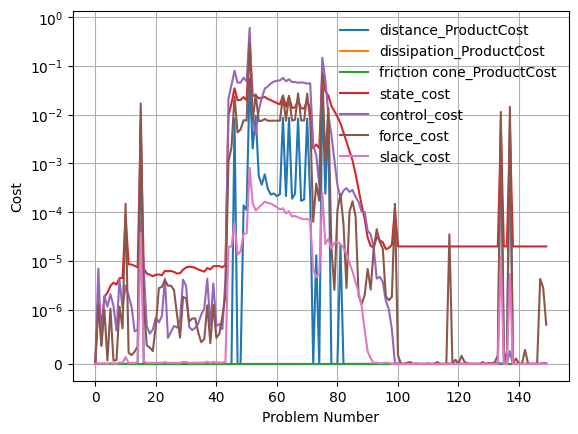 distance_ProductCost
dissipation_ProductCost
friction cone_ProductCost
state_cost
control_cost
force_cost
slack_cost
10⁰
10⁻¹
10⁻²
10⁻³
10⁻⁴
10⁻⁵
10⁻⁶
0
Cost
0 20 40 60 80 100 120 140
Problem Number